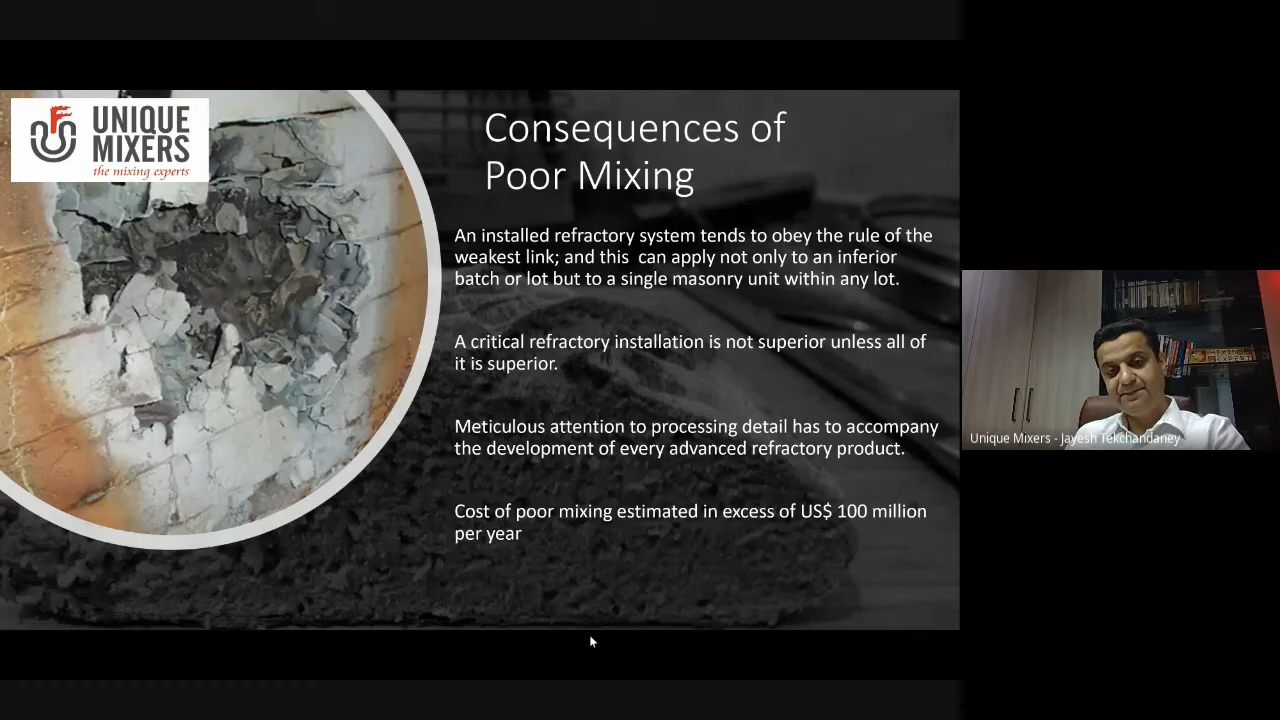 UNIQUE
MIXERS
the mixing experts
Consequences of
Poor Mixing
An installed refractory system tends to obey the rule of the
weakest link; and this  can apply not only to an inferior
batch or lot but to a single masonry unit within any lot.
A critical refractory installation is not superior unless all of
it is superior.
Meticulous attention to processing detail has to accompany
the development of every advanced refractory product.
Cost of poor mixing estimated in excess of US$ 100 million
per year
Unique Mixers - Jayesh Tekchandaney